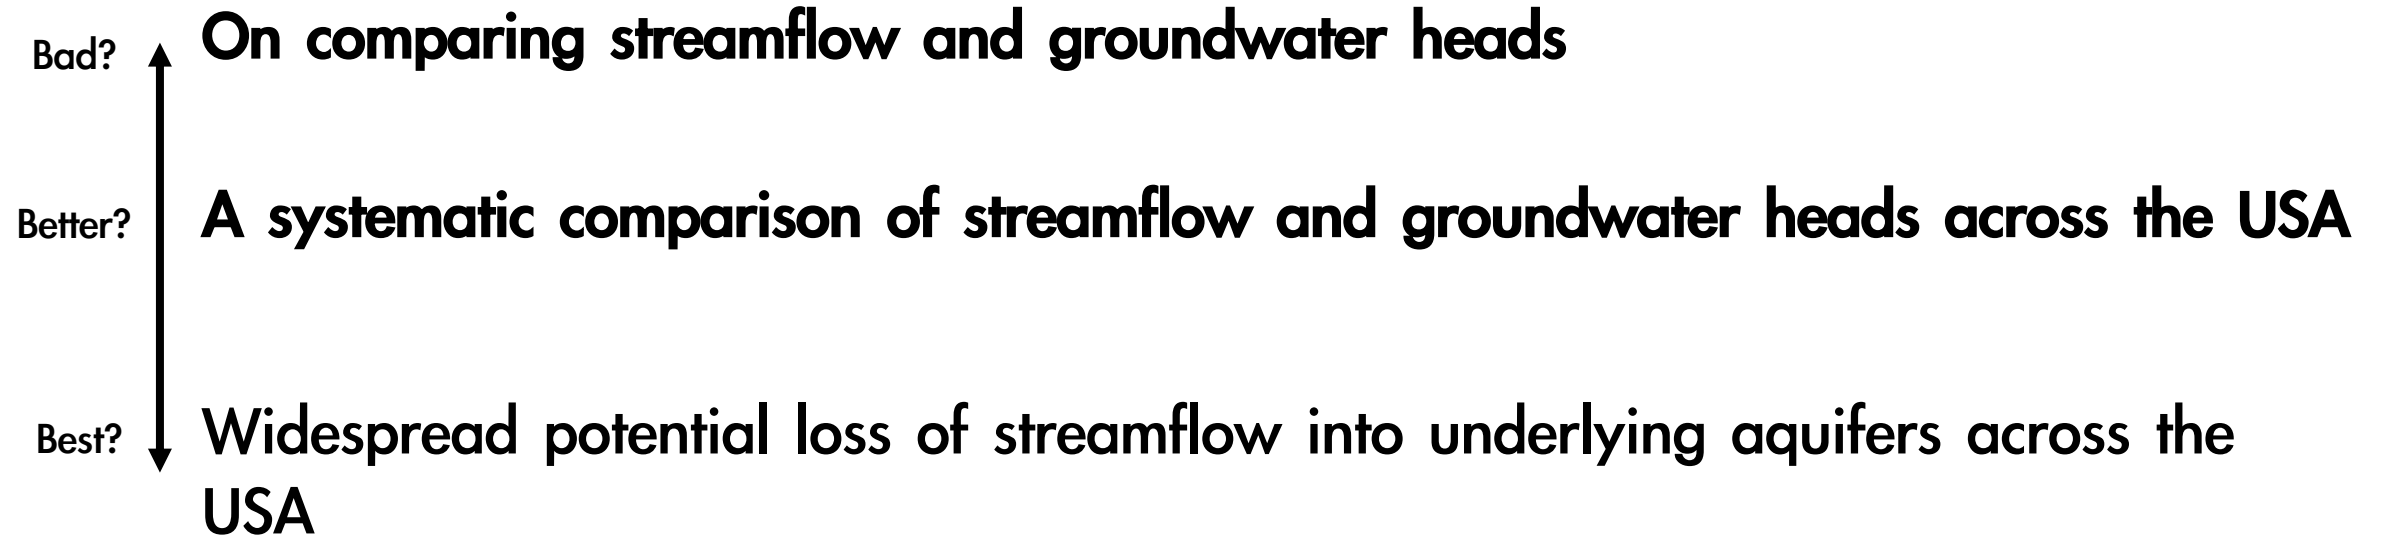 Bad?
On comparing streamflow and groundwater heads
Better?
A systematic comparison of streamflow and groundwater heads across the USA
Best?
Widespread potential loss of streamflow into underlying aquifers across the
USA